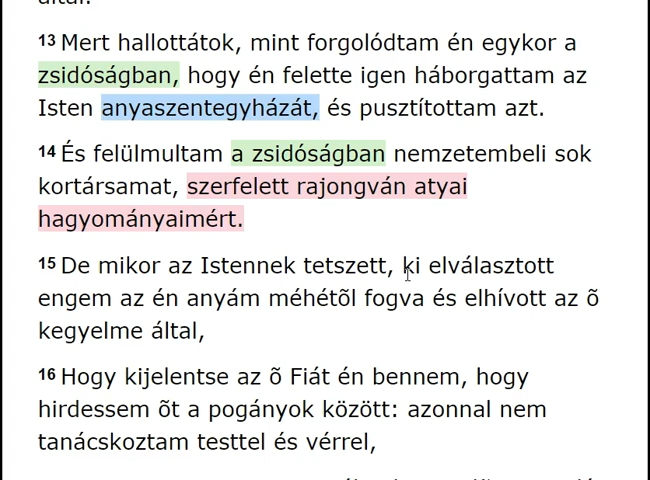 13 Mert hallottátok, mint forgolódtam én egykor a
zsidóságban, hogy én felette igen háborgattam az
Isten anyaszentegyházát, és pusztítottam azt.
14 És felülmultam a zsidóságban nemzetembeli sok
kortársamat, szerfelett rajongván atyai
hagyományaimért.
15 De mikor az Istennek tetszett, ki elválasztott
engem az én anyám méhétõl fogva és elhívott az õ
kegyelme által,
16 Hogy kijelentse az õ Fiát én bennem, hogy
hirdessem õt a pogányok között: azonnal nem
tanácskoztam testtel és vérrel,